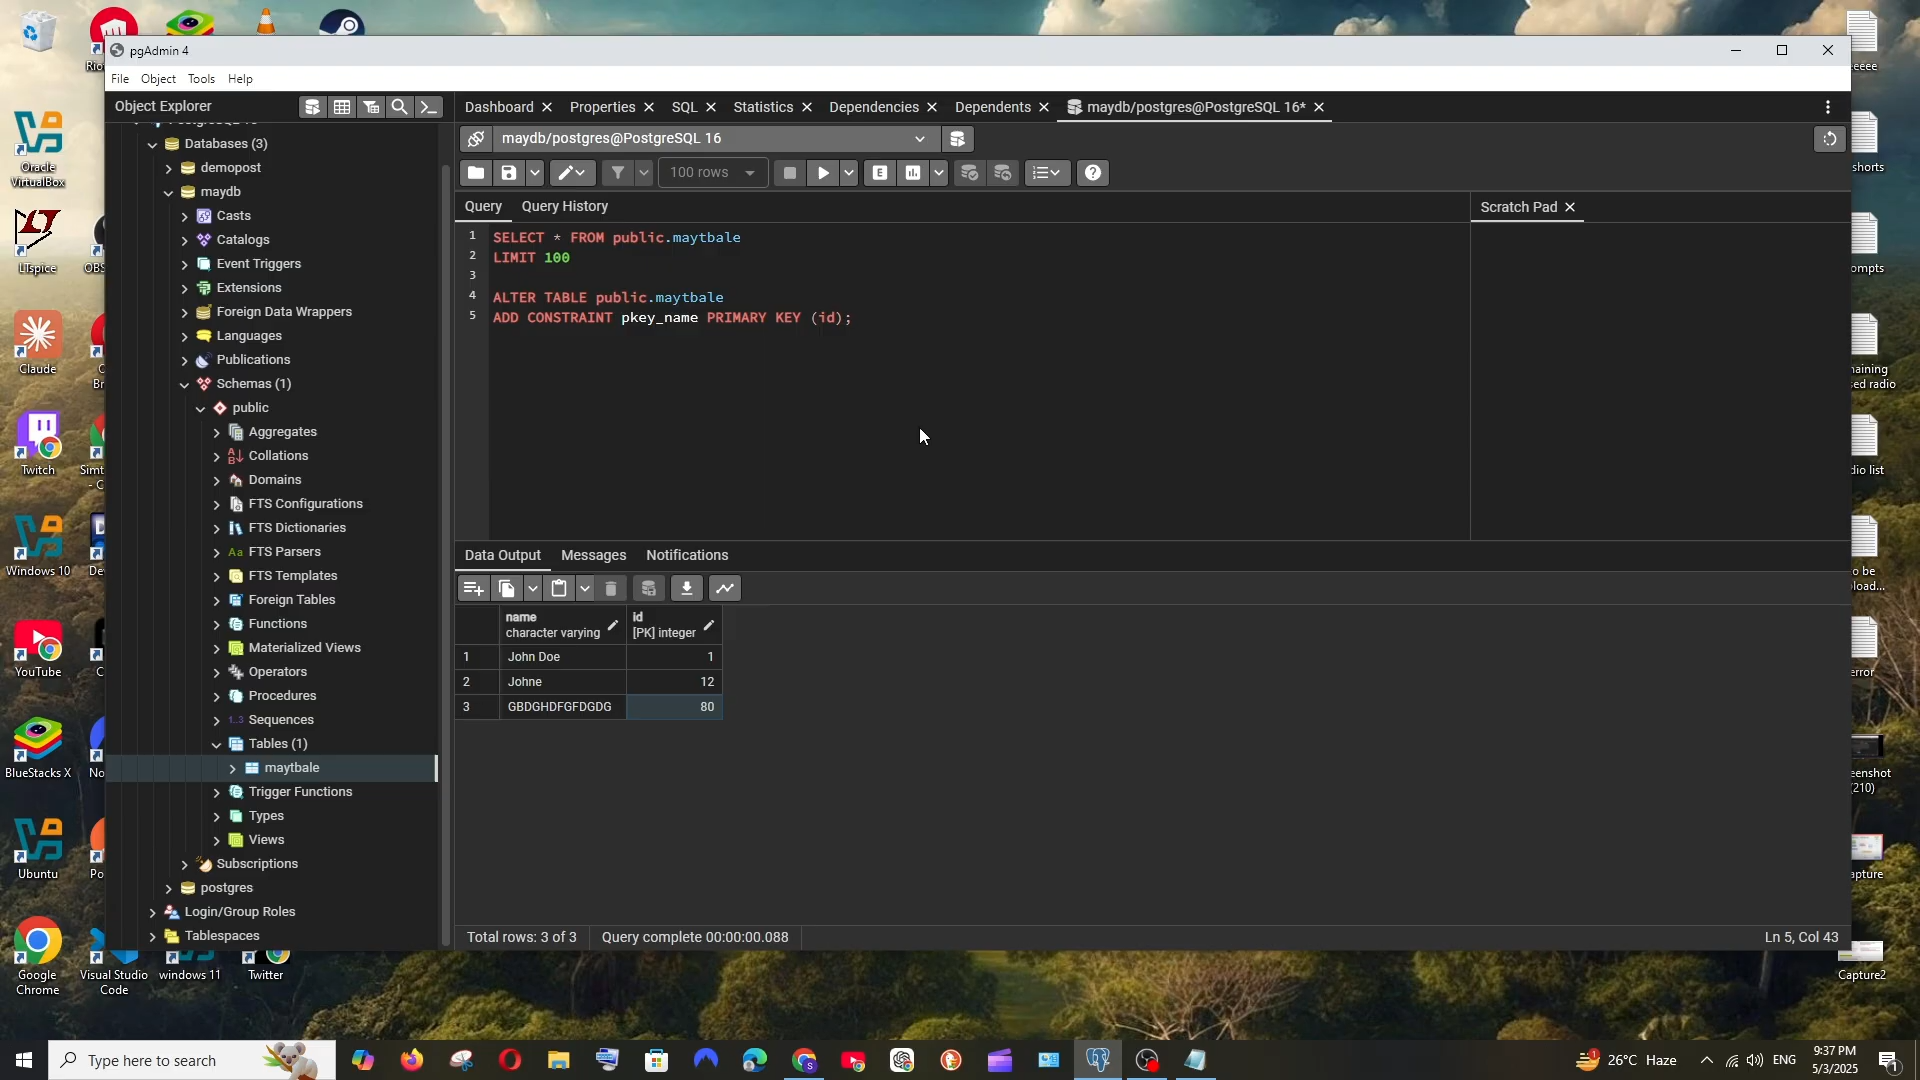 pgAdmin 4
File Object Tools Help
Object Explorer
Dashboard Properties SQL Statistics Dependencies Dependents maydb/postgres@PostgreSQL 16*
maydb/postgres@PostgreSQL 16
100 rows
Query Query History
Scratch Pad
1 SELECT * FROM public.maytbale
2 LIMIT 100
3
4 ALTER TABLE public.maytbale
5 ADD CONSTRAINT pkey_name PRIMARY KEY (id);
Databases (3)
demopost
maydb
Casts
Catalogs
Event Triggers
Extensions
Foreign Data Wrappers
Languages
Publications
Schemas (1)
public
Aggregates
Collations
Domains
FTS Configurations
FTS Dictionaries
FTS Parsers
FTS Templates
Foreign Tables
Functions
Materialized Views
Operators
Procedures
1..3 Sequences
Tables (1)
maytbale
Trigger Functions
Types
Views
Subscriptions
postgres
Login/Group Roles
Tablespaces
Data Output Messages Notifications
name
character varying
id
[PK] integer
1 John Doe 1
2 Johne 12
3 GBDGHDFGFDGDG 80
Total rows: 3 of 3
Query complete 00:00:00.088
Ln 5, Col 43
Oracle
VirtualBox
LTspice
Claude
Twitch
Windows 10
YouTube
BlueStacks X
Ubuntu
Google
Chrome
Visual Studio
Code
windows 11
Twitter
shorts
error
(210)
Capture2
Type here to search
26°C Haze
ENG
9:37 PM
5/3/2025